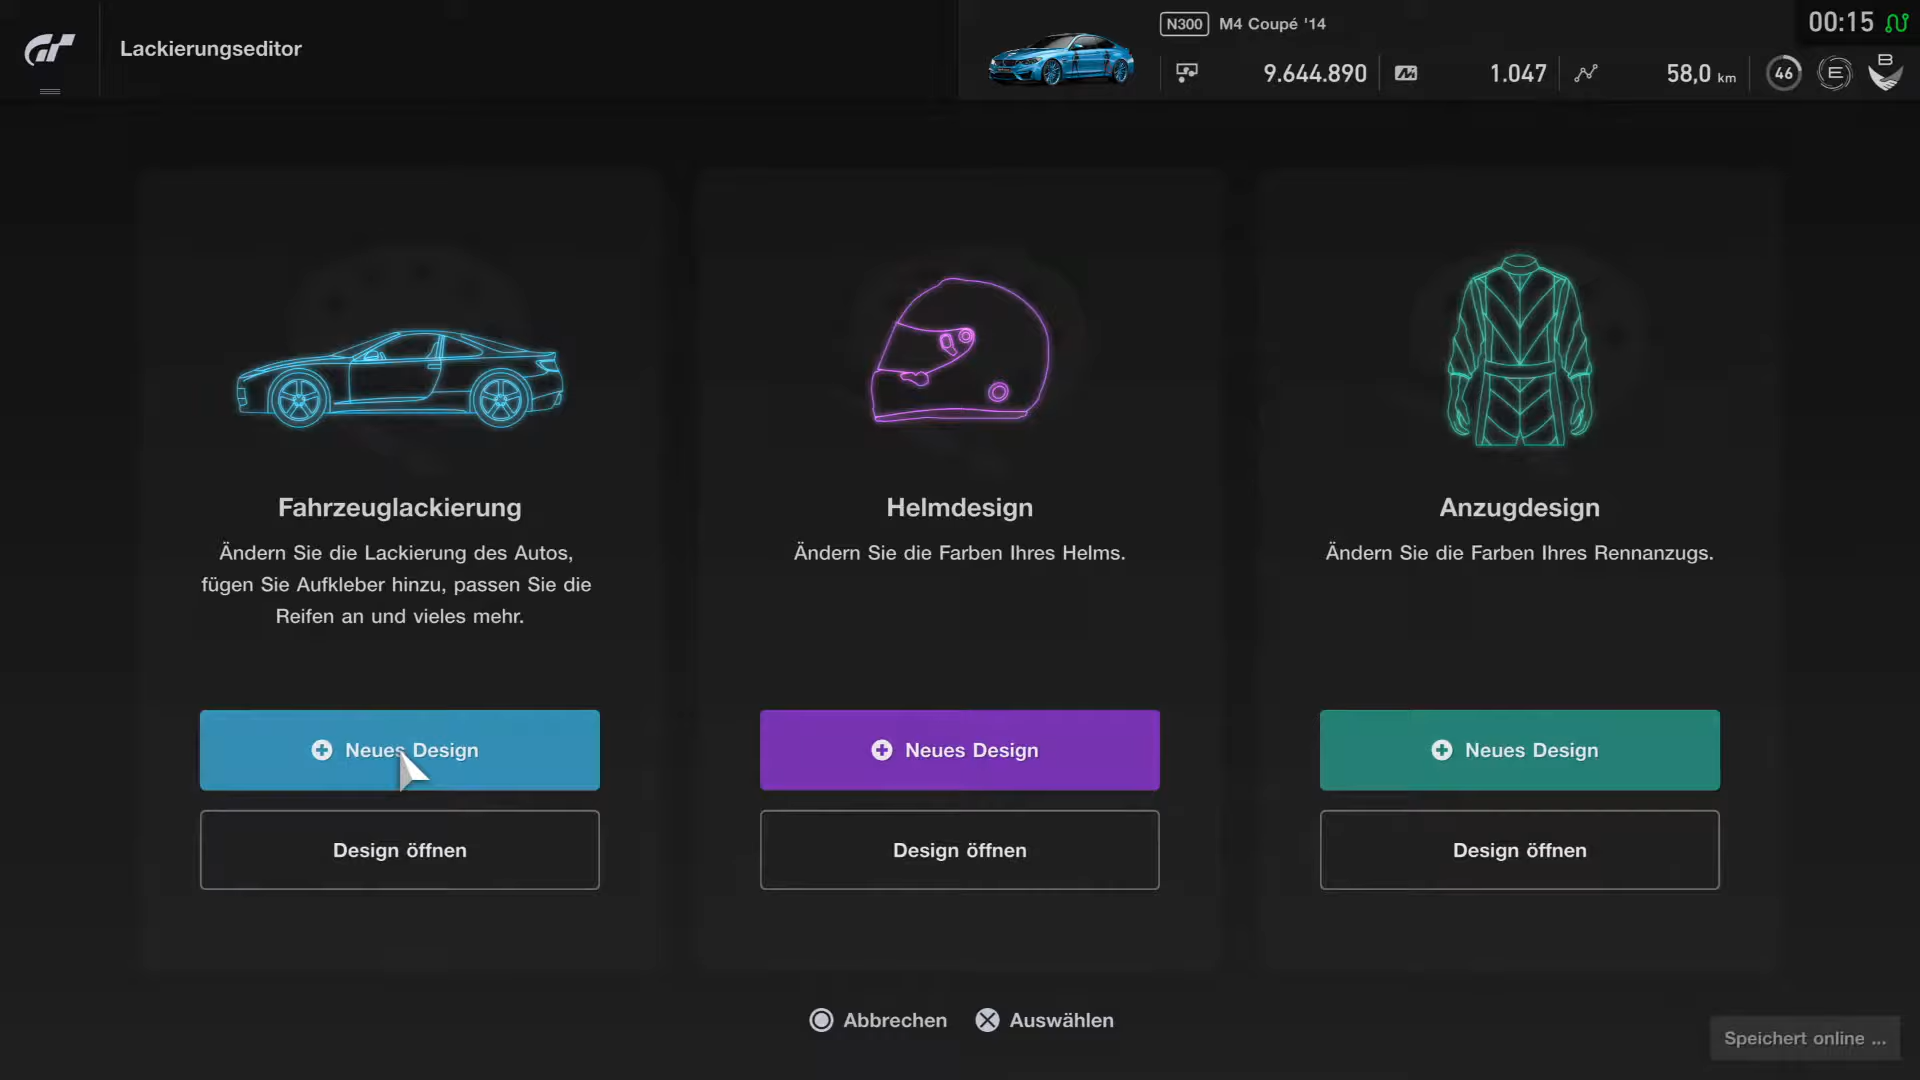 Lackierungseditor
N300 M4 Coupé '14
00:15
9.644.890
1.047
58,0 km
46
E
B
Fahrzeuglackierung
Ändern Sie die Lackierung des Autos,
fügen Sie Aufkleber hinzu, passen Sie die
Reifen an und vieles mehr.
Neues Design
Design öffnen
Helmdesign
Ändern Sie die Farben Ihres Helms.
Neues Design
Design öffnen
Anzugdesign
Ändern Sie die Farben Ihres Rennanzugs.
Neues Design
Design öffnen
Abbrechen
Auswählen
Speichert online ...